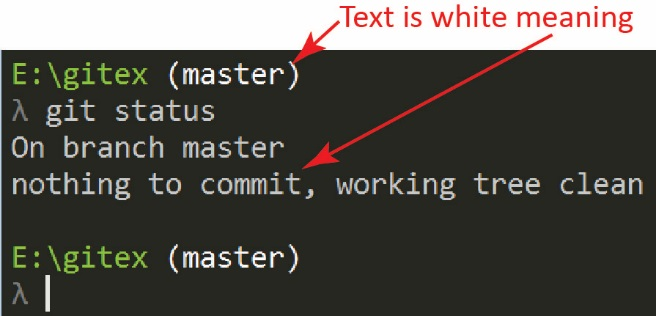 Text is white meaning
E:\gitex (master)
λ git status
On branch master
nothing to commit, working tree clean
E:\gitex (master)
λ